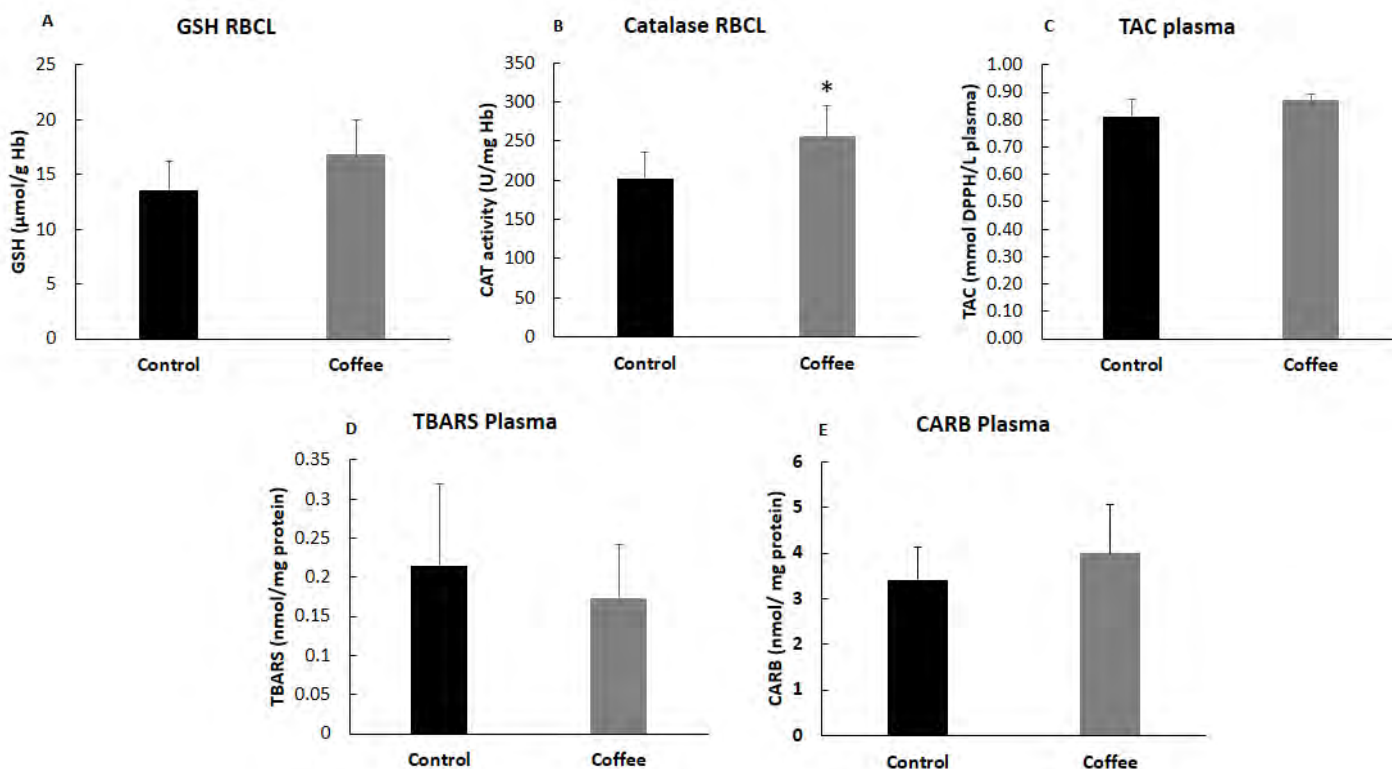 A
GSH RBCL
GSH (µmol/g Hb)
25
20
15
10
5
0
Control Coffee
B
Catalase RBCL
CAT activity (U/mg Hb)
350
300
250
200
150
100
50
0
*
Control Coffee
C
TAC plasma
TAC (mmol DPPH/L plasma)
1.00
0.90
0.80
0.70
0.60
0.50
0.40
0.30
0.20
0.10
0.00
Control Coffee
D
TBARS Plasma
TBARS (nmol/mg protein)
0.35
0.3
0.25
0.2
0.15
0.1
0.05
0
Control Coffee
E
CARB Plasma
CARB (nmol/ mg protein)
6
5
4
3
2
1
0
Control Coffee